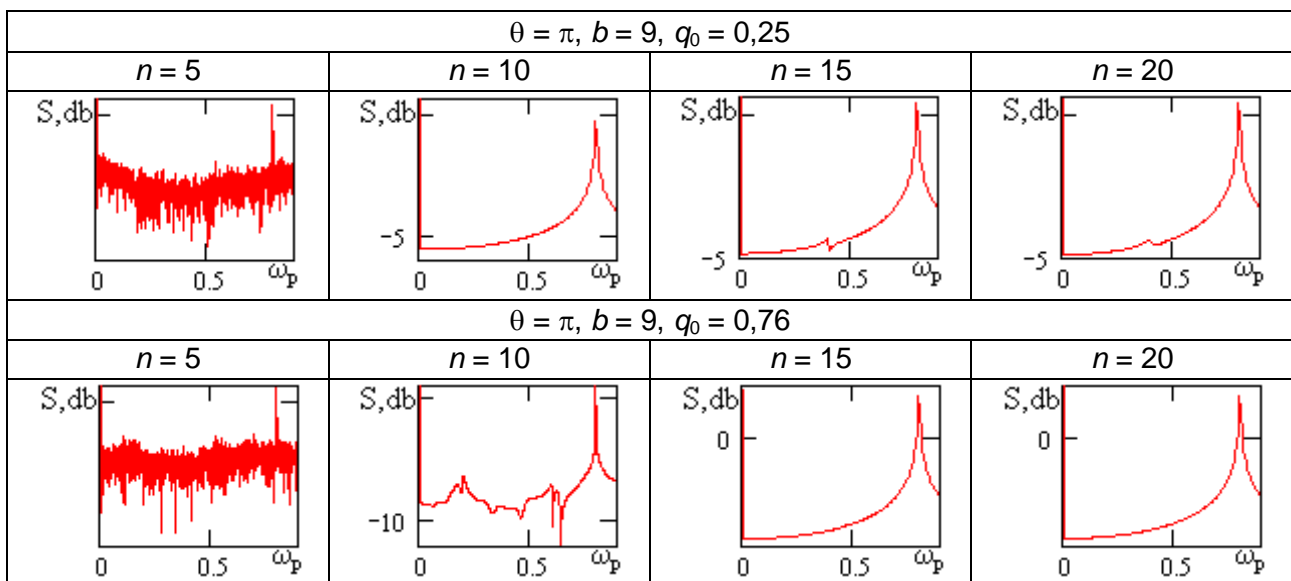 θ = π, b = 9, q₀ = 0,25
n = 5 n = 10 n = 15 n = 20
S,db S,db S,db S,db
−5
−5 −5
0 0.5 ωp 0 0.5 ωp 0 0.5 ωp 0 0.5 ωp
θ = π, b = 9, q₀ = 0,76
n = 5 n = 10 n = 15 n = 20
S,db S,db S,db S,db
0 0
−10
0 0.5 ωp 0 0.5 ωp 0 0.5 ωp 0 0.5 ωp